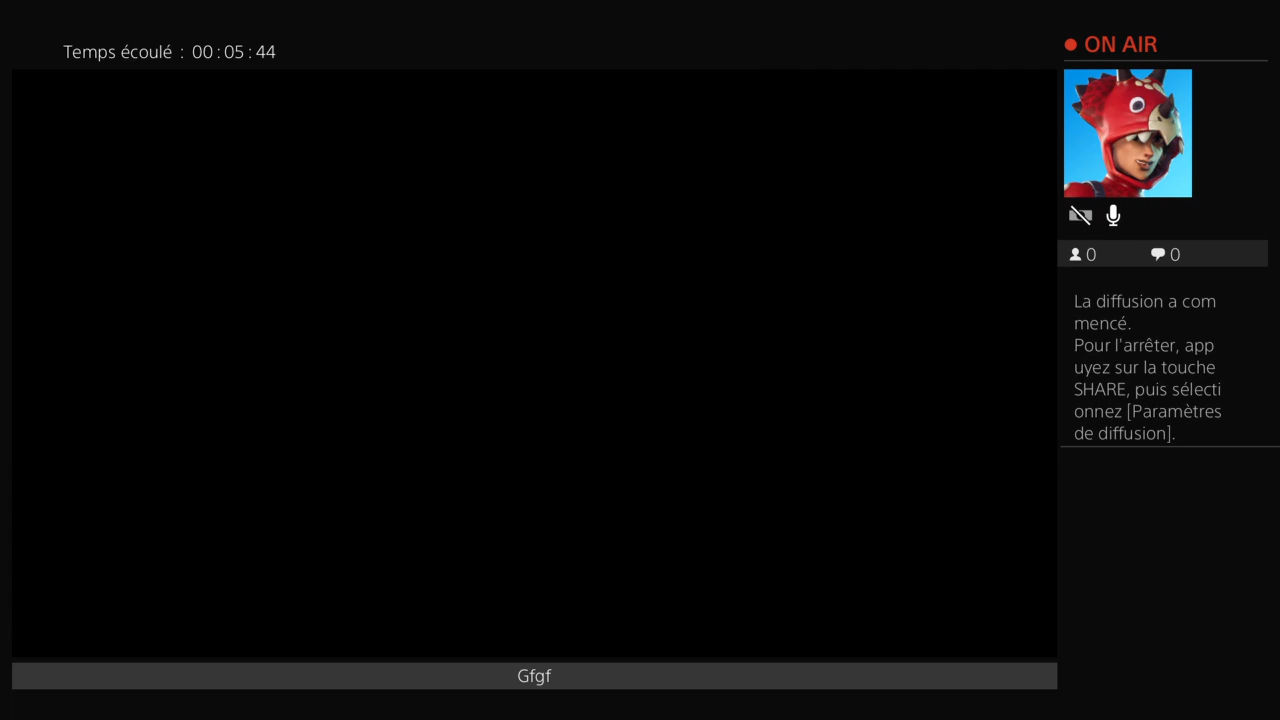 Temps écoulé : 00:05:44
ON AIR
0 0
La diffusion a com
mencé.
Pour l'arrêter, app
uyez sur la touche
SHARE, puis sélecti
onnez [Paramètres
de diffusion].
Gfgf